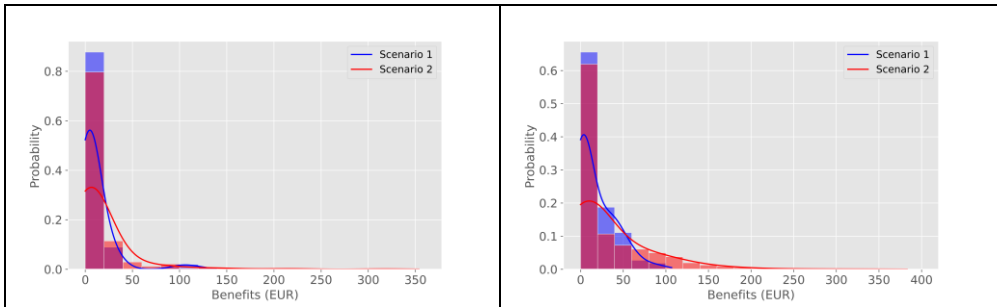 Scenario 1
Scenario 2
Probability
0.8
0.6
0.4
0.2
0.0
0 50 100 150 200 250 300 350
Benefits (EUR)
Scenario 1
Scenario 2
Probability
0.6
0.5
0.4
0.3
0.2
0.1
0.0
0 50 100 150 200 250 300 350 400
Benefits (EUR)